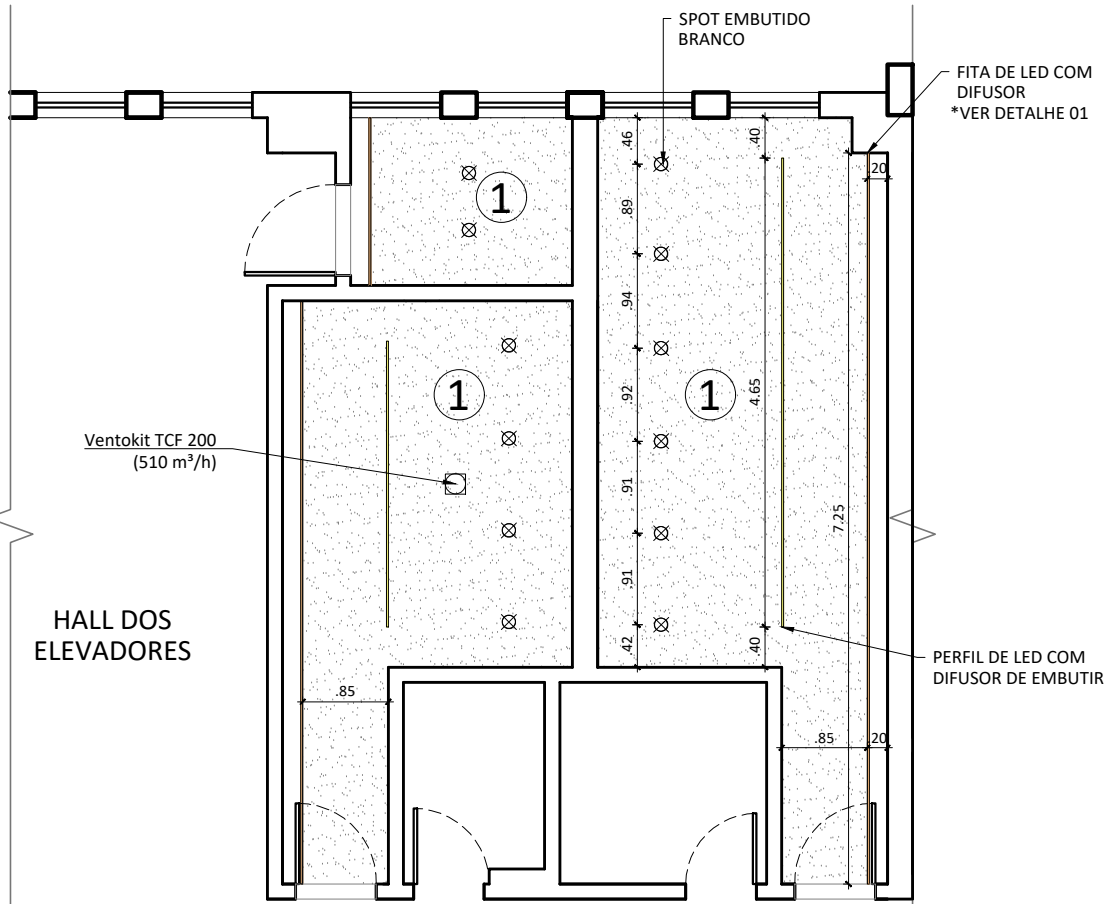 SPOT EMBUTIDO
BRANCO
FITA DE LED COM
DIFUSOR
*VER DETALHE 01
.46
.40
.20
1
.89
.94
1
1
.92
4.65
Ventokit TCF 200
(510 m³/h)
.91
7.25
.91
HALL DOS
ELEVADORES
.42
.40
PERFIL DE LED COM
DIFUSOR DE EMBUTIR
.85
.85
.20